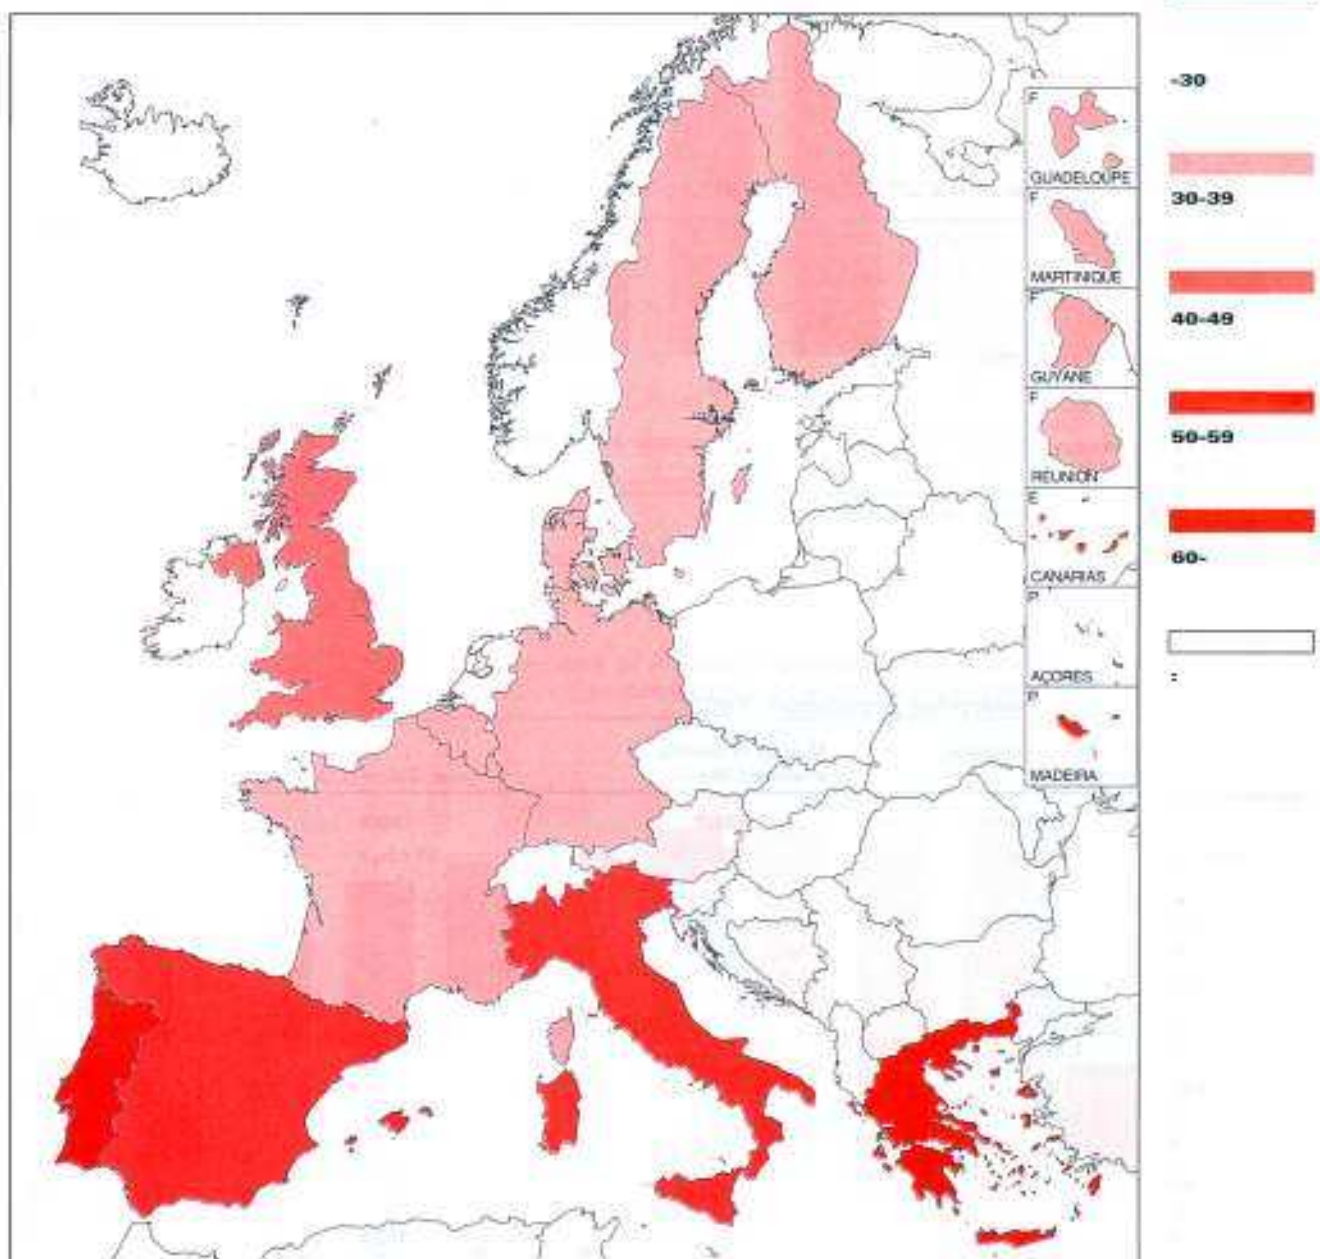 -30
30-39
40-49
50-59
60-
:
F
GUADELOUPE
F
MARTINIQUE
F
GUYANE
F
REUNION
E
CANARIAS
P
AÇORES
P
MADEIRA